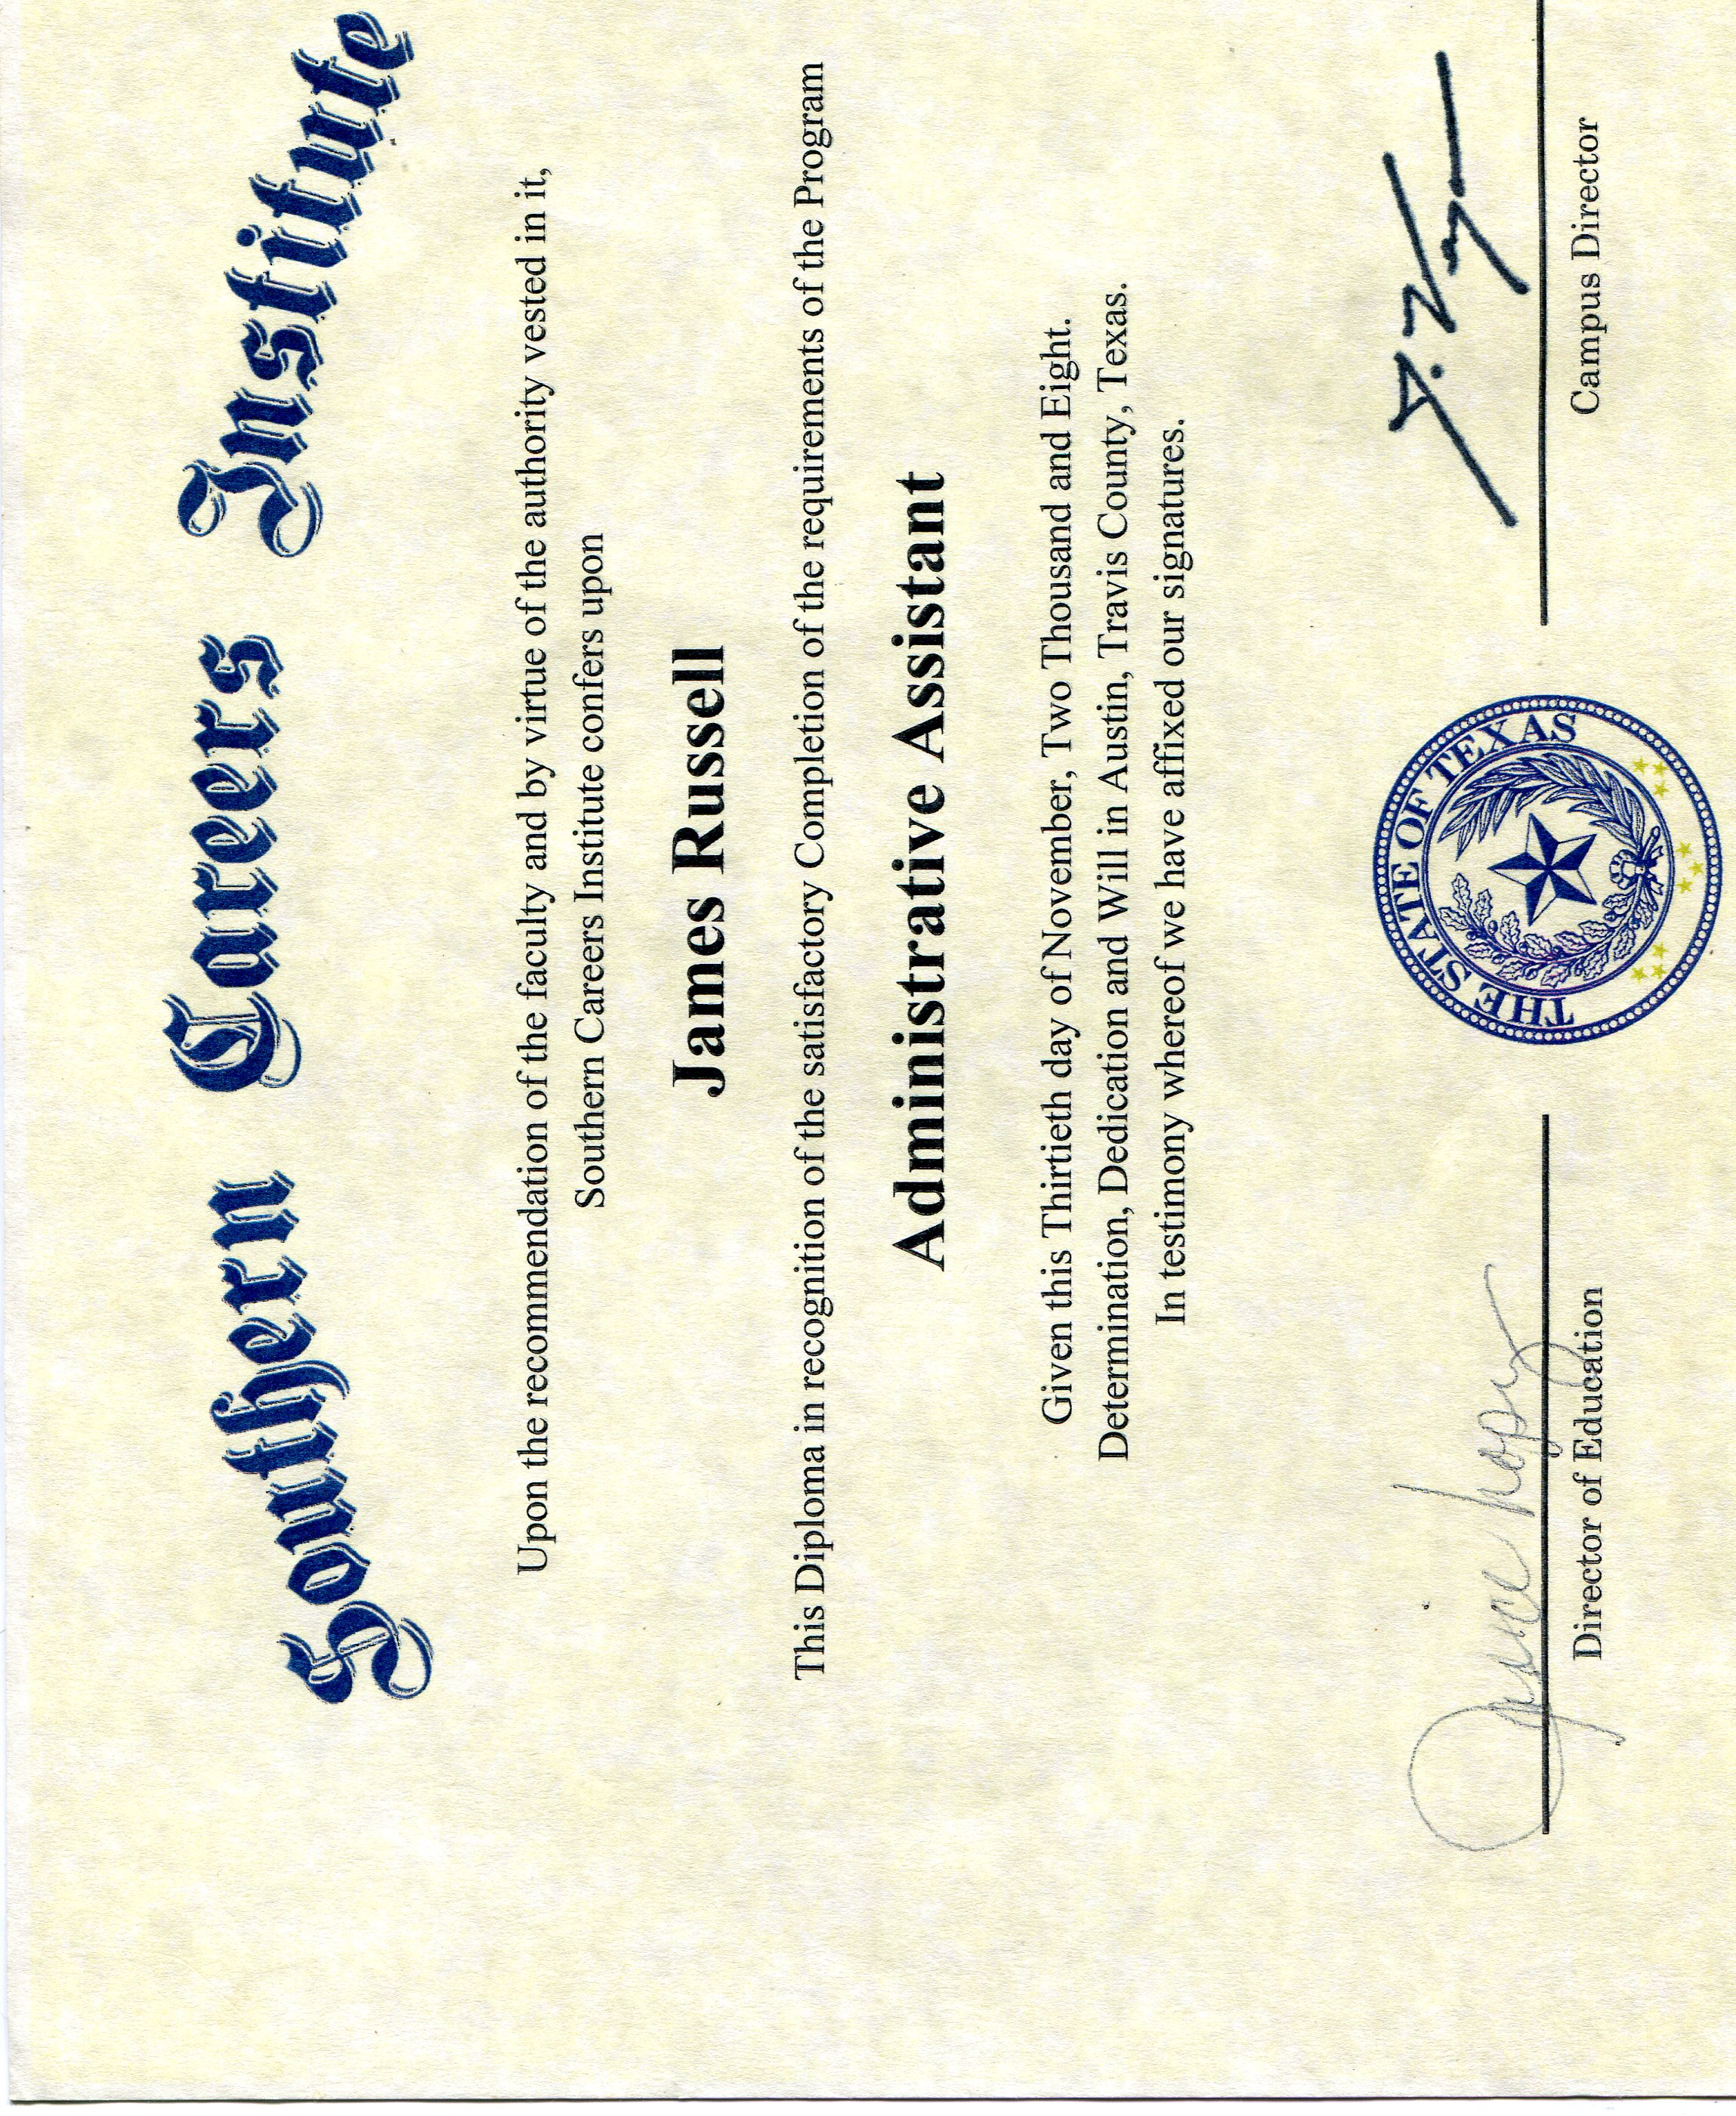 Southern Careers Institute
Upon the recommendation of the faculty and by virtue of the authority vested in it,
Southern Careers Institute confers upon
James Russell
This Diploma in recognition of the satisfactory Completion of the requirements of the Program
Administrative Assistant
Given this Thirtieth day of November, Two Thousand and Eight.
Determination, Dedication and Will in Austin, Travis County, Texas.
In testimony whereof we have affixed our signatures.
THE STATE OF TEXAS
Director of Education
Campus Director